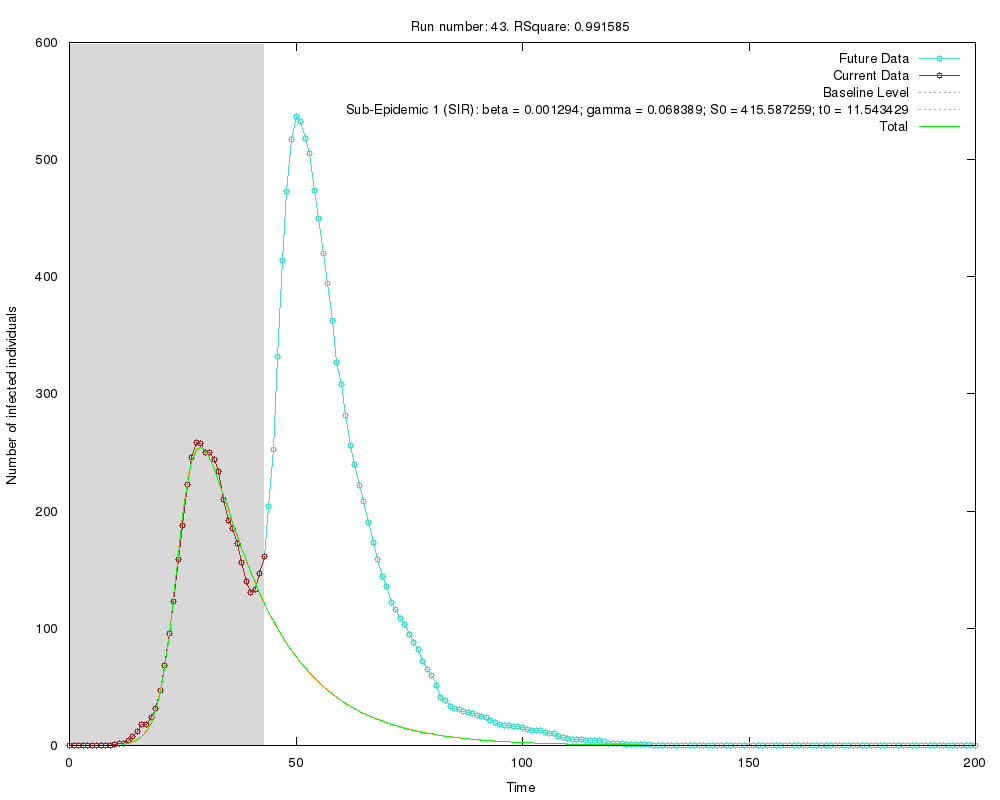 Run number: 43. RSquare: 0.991585
Future Data
Current Data
Baseline Level
Sub-Epidemic 1 (SIR): beta = 0.001294; gamma = 0.068389; S0 = 415.587259; t0 = 11.543429
Total
Number of infected individuals
600
500
400
300
200
100
0
0 50 100 150 200
Time